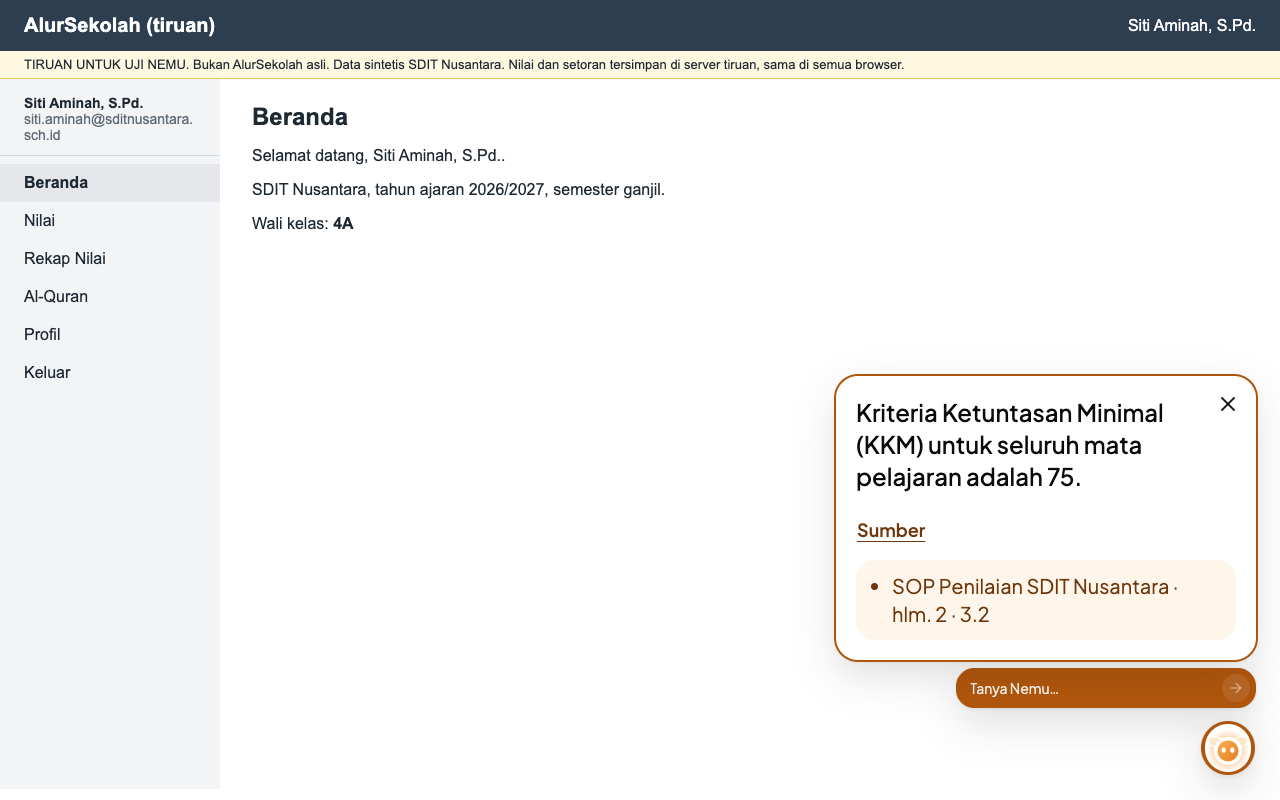 AlurSekolah (tiruan)
Siti Aminah, S.Pd.
TIRUAN UNTUK UJI NEMU. Bukan AlurSekolah asli. Data sintetis SDIT Nusantara. Nilai dan setoran tersimpan di server tiruan, sama di semua browser.
Siti Aminah, S.Pd.
siti.aminah@sditnusantara.
sch.id
Beranda
Nilai
Rekap Nilai
Al-Quran
Profil
Keluar
Beranda
Selamat datang, Siti Aminah, S.Pd..
SDIT Nusantara, tahun ajaran 2026/2027, semester ganjil.
Wali kelas: 4A
Kriteria Ketuntasan Minimal
(KKM) untuk seluruh mata
pelajaran adalah 75.
Sumber
• SOP Penilaian SDIT Nusantara ·
hlm. 2 · 3.2
Tanya Nemu...